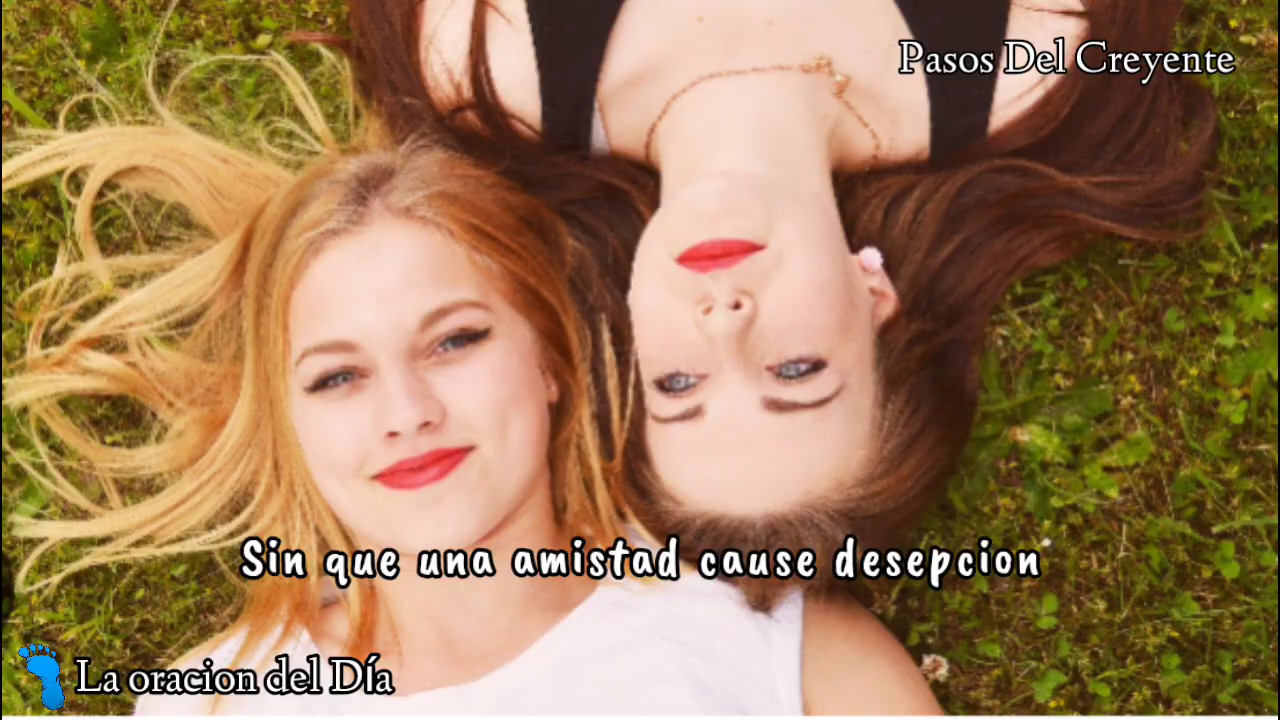 Pasos Del Creyente
Sin que una amistad cause desepcion
La oracion del Día